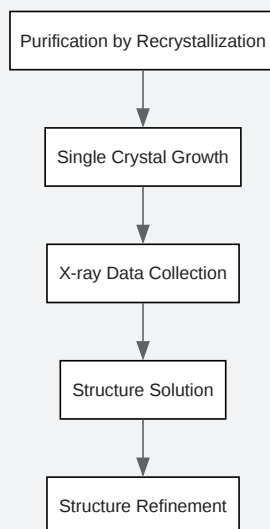 Purification by Recrystallization
Single Crystal Growth
X-ray Data Collection
Structure Solution
Structure Refinement